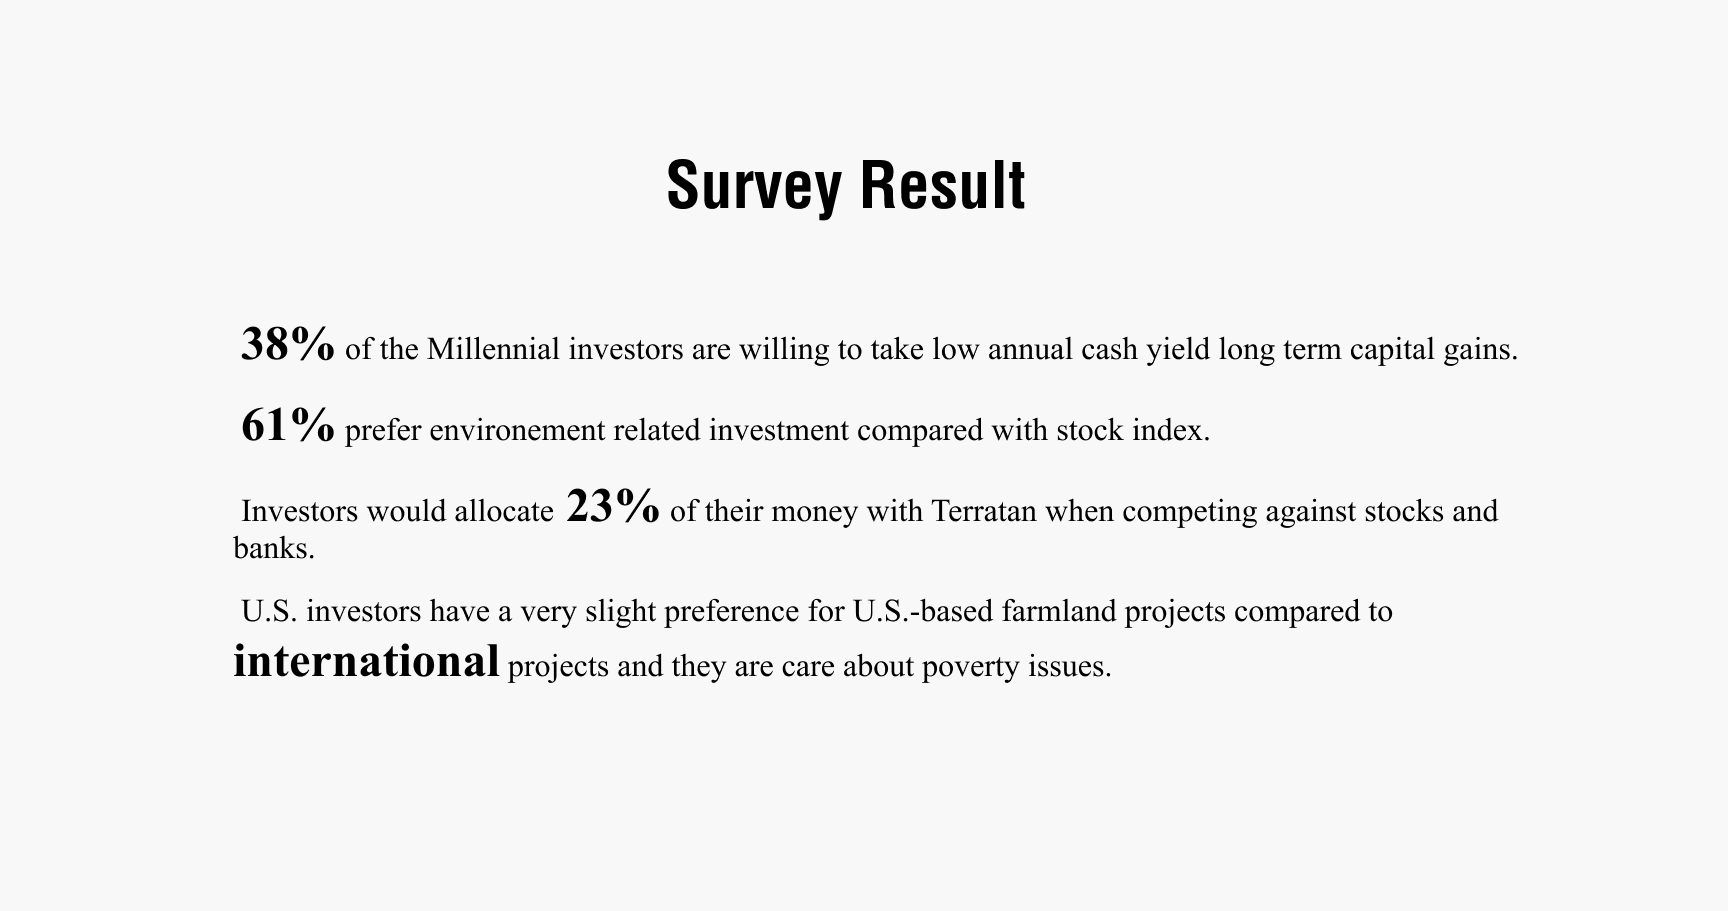 Survey Result
38% of the Millennial investors are willing to take low annual cash yield long term capital gains.
61% prefer environement related investment compared with stock index.
Investors would allocate 23% of their money with Terratan when competing against stocks and
banks.
U.S. investors have a very slight preference for U.S.-based farmland projects compared to
international projects and they are care about poverty issues.